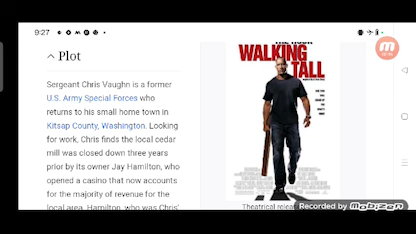 9:27
Plot
Sergeant Chris Vaughn is a former
U.S. Army Special Forces who
returns to his small home town in
Kitsap County, Washington. Looking
for work, Chris finds the local cedar
mill was closed down three years
prior by its owner Jay Hamilton, who
opened a casino that now accounts
for the majority of revenue for the
local area. Hamilton, who was Chris'
WALKING
TALL
Theatrical relea
Recorded by mobizen